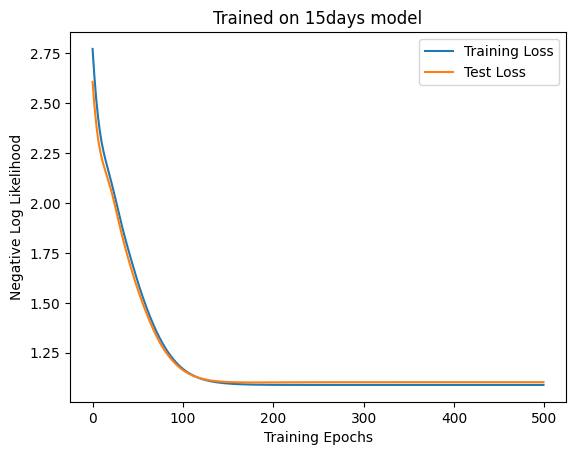 Trained on 15days model
Training Loss
Test Loss
Negative Log Likelihood
2.75
2.50
2.25
2.00
1.75
1.50
1.25
0
100
200
300
400
500
Training Epochs